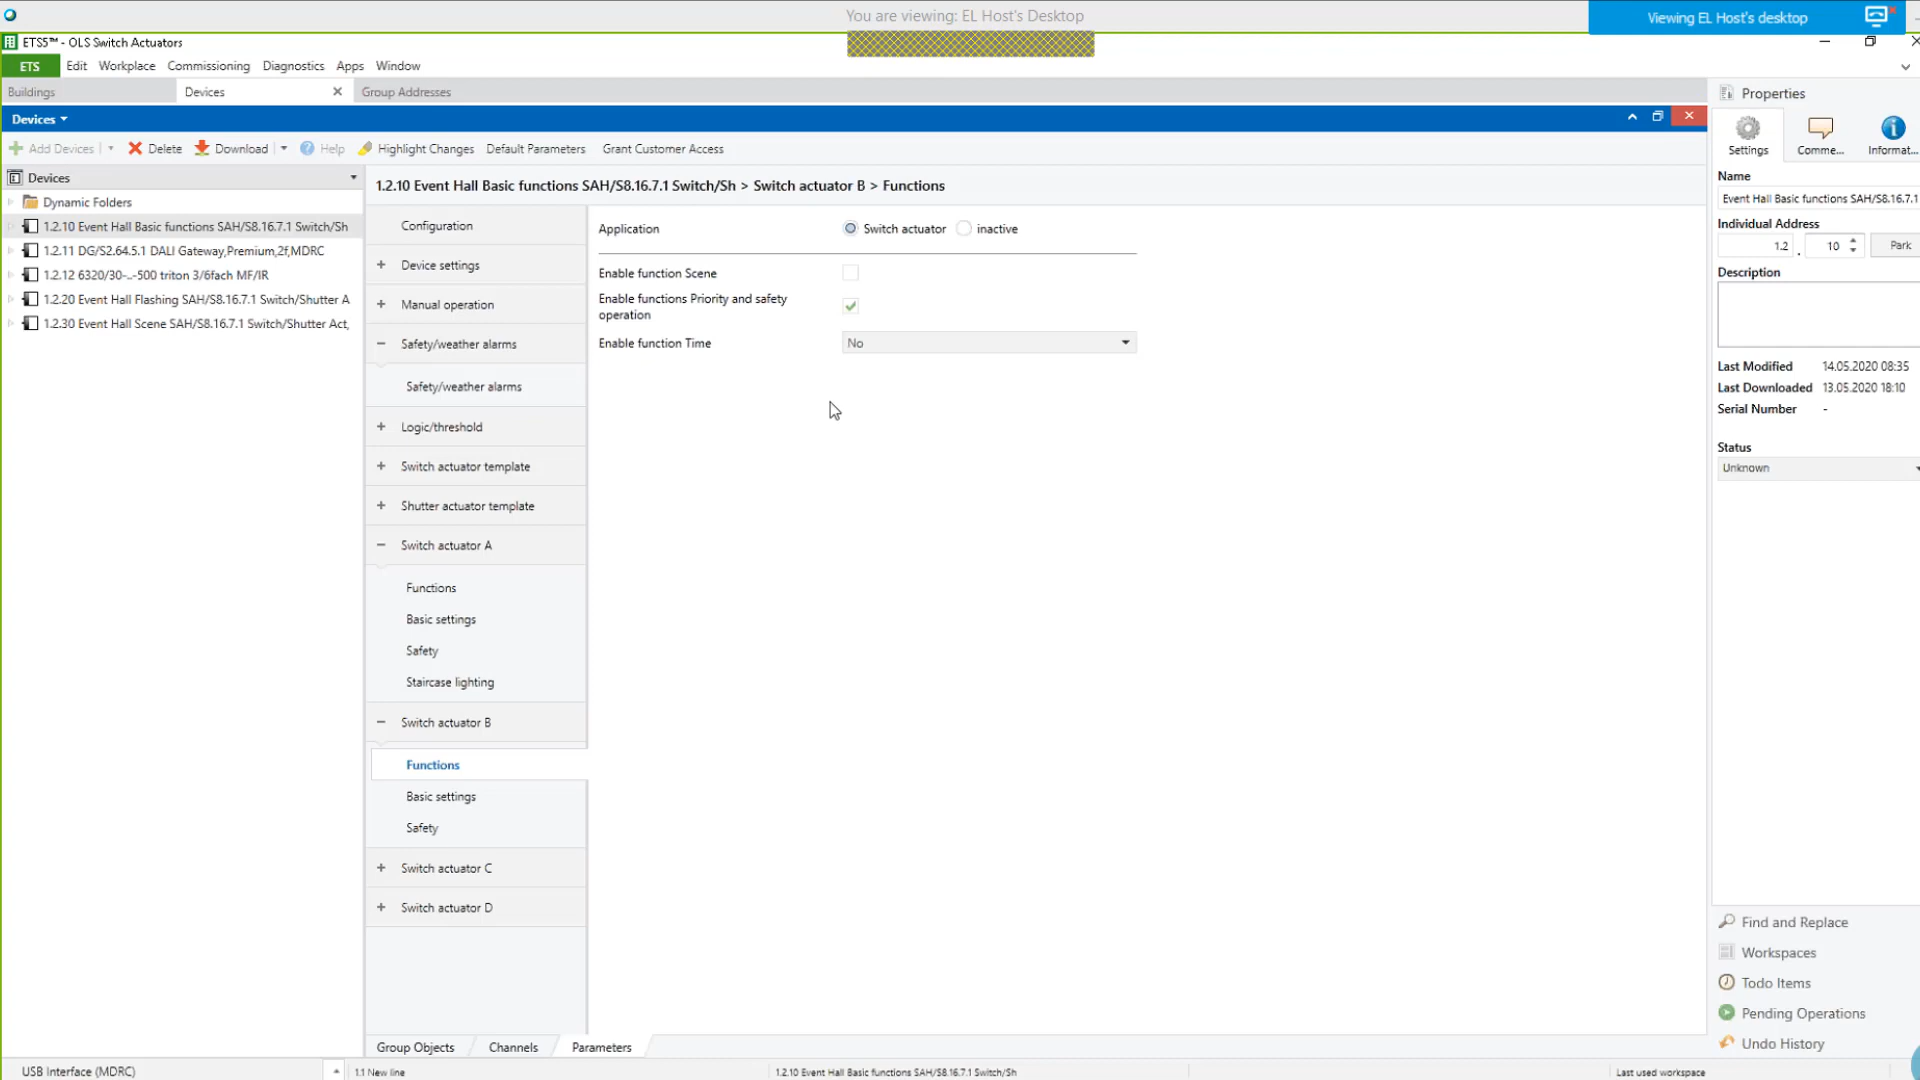 You are viewing: EL Host's Desktop
Viewing EL Host's desktop
ETS5™ - OLS Switch Actuators
ETS Edit Workplace Commissioning Diagnostics Apps Window
Buildings Devices Group Addresses
Devices
Add Devices Delete Download Help Highlight Changes Default Parameters Grant Customer Access
Devices
Dynamic Folders
1.2.10 Event Hall Basic functions SAH/S8.16.7.1 Switch/Sh
1.2.11 DG/S2.64.5.1 DALI Gateway,Premium,2f,MDRC
1.2.12 6320/30-..-500 triton 3/6fach MF/IR
1.2.20 Event Hall Flashing SAH/S8.16.7.1 Switch/Shutter A
1.2.30 Event Hall Scene SAH/S8.16.7.1 Switch/Shutter Act,
1.2.10 Event Hall Basic functions SAH/S8.16.7.1 Switch/Sh > Switch actuator B > Functions
Configuration
+ Device settings
+ Manual operation
− Safety/weather alarms
Safety/weather alarms
+ Logic/threshold
+ Switch actuator template
+ Shutter actuator template
− Switch actuator A
Functions
Basic settings
Safety
Staircase lighting
− Switch actuator B
Functions
Basic settings
Safety
+ Switch actuator C
+ Switch actuator D
Application Switch actuator inactive
Enable function Scene
Enable functions Priority and safety
operation
Enable function Time No
Group Objects Channels Parameters
Properties
Settings Comme... Informat...
Name
Event Hall Basic functions SAH/S8.16.7.1
Individual Address
1.2 . 10 Park
Description
Last Modified 14.05.2020 08:35
Last Downloaded 13.05.2020 18:10
Serial Number -
Status
Unknown
Find and Replace
Workspaces
Todo Items
Pending Operations
Undo History
USB Interface (MDRC) 1.1 New line 1.2.10 Event Hall Basic functions SAH/S8.16.7.1 Switch/Sh Last used workspace